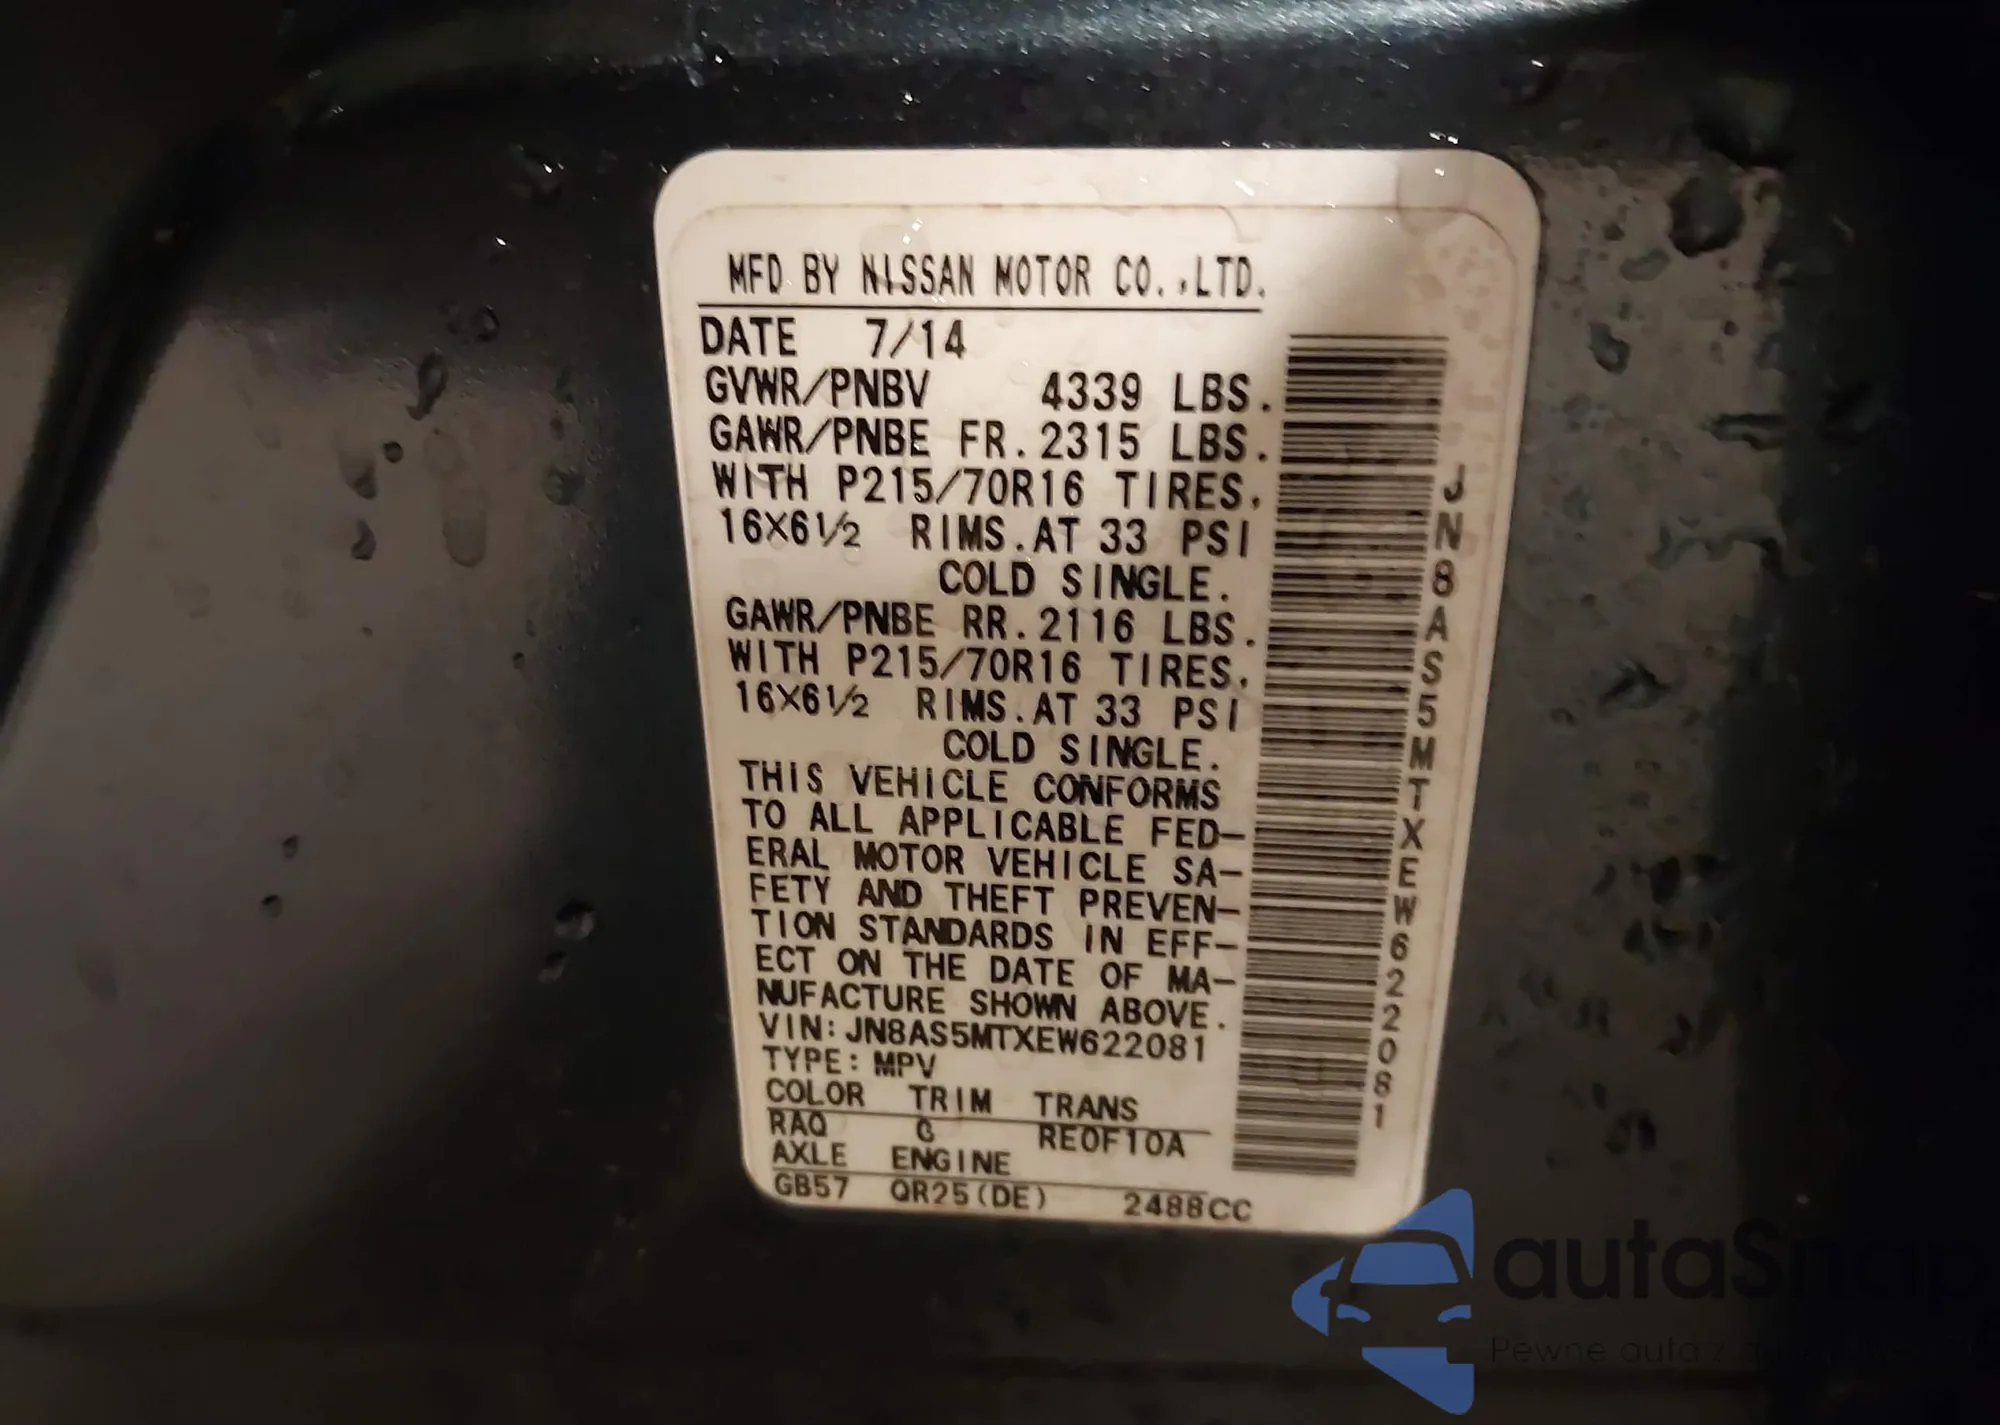 MFD BY NISSAN MOTOR CO.,LTD.
DATE 7/14
GVWR/PNBV 4339 LBS.
GAWR/PNBE FR. 2315 LBS.
WITH P215/70R16 TIRES,
16X6½ RIMS.AT 33 PSI
COLD SINGLE.
GAWR/PNBE RR. 2116 LBS.
WITH P215/70R16 TIRES,
16X6½ RIMS.AT 33 PSI
COLD SINGLE.
THIS VEHICLE CONFORMS
TO ALL APPLICABLE FED-
ERAL MOTOR VEHICLE SA-
FETY AND THEFT PREVEN-
TION STANDARDS IN EFF-
ECT ON THE DATE OF MA-
NUFACTURE SHOWN ABOVE.
VIN: JN8AS5MTXEW622081
TYPE: MPV
COLOR TRIM TRANS
RAQ G RE0F10A
AXLE ENGINE
GB57 QR25(DE) 2488CC
JN8AS5MTXEW622081
autaSnap
Pewne auta z